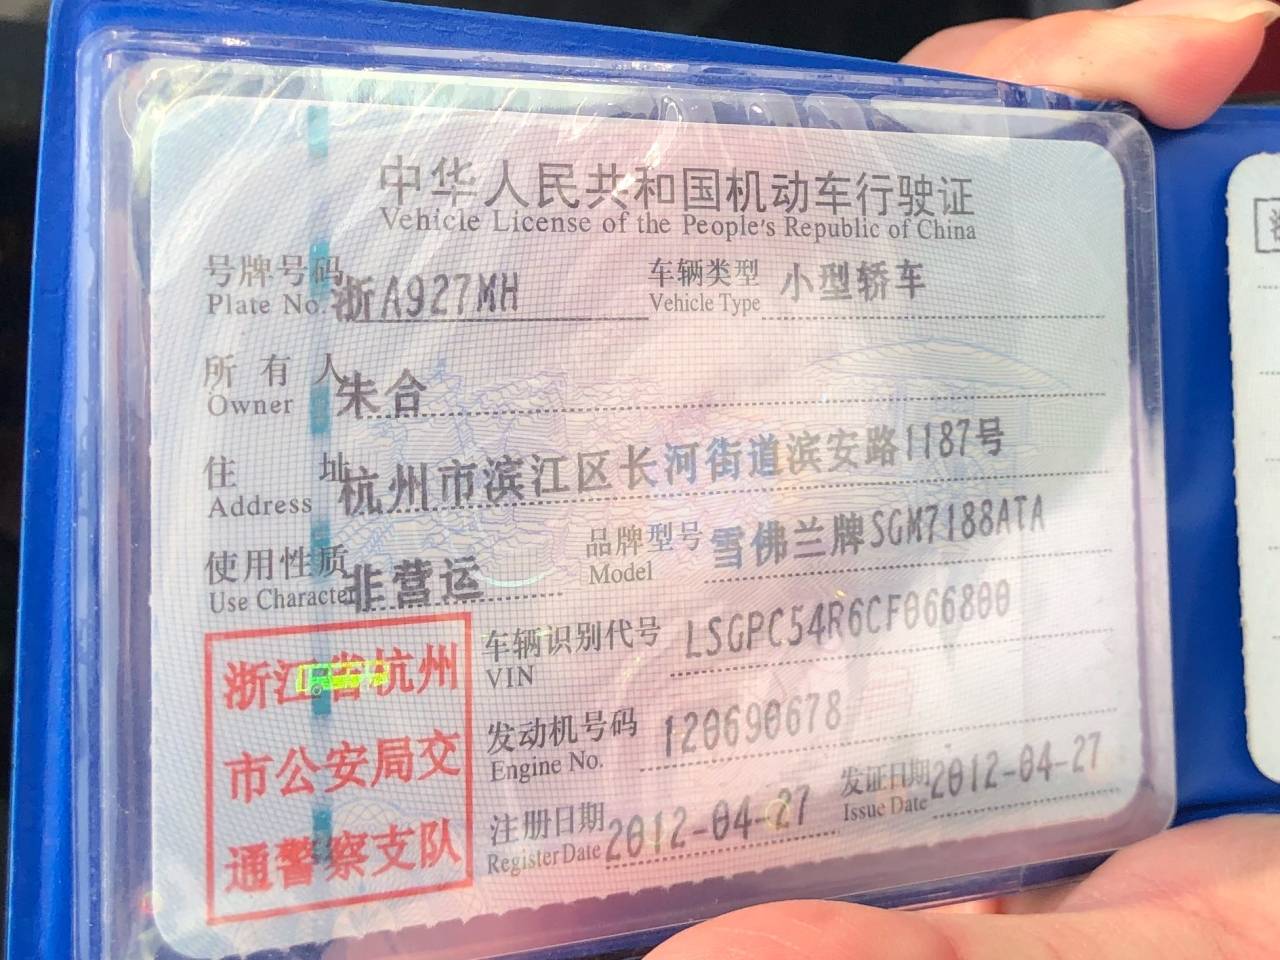 中华人民共和国机动车行驶证
Vehicle License of the People's Republic of China
号牌号码 浙A927MH 车辆类型 小型轿车
Plate No. Vehicle Type
所有人 朱合
Owner
住址 杭州市滨江区长河街道滨安路1187号
Address
使用性质 非营运 品牌型号 雪佛兰牌SGM7188ATA
Use Character Model
车辆识别代号 LSGPC54R6CF066800
VIN
发动机号码 120690678
Engine No.
注册日期 2012-04-27 发证日期 2012-04-27
Register Date Issue Date
浙江省杭州
市公安局交
通警察支队